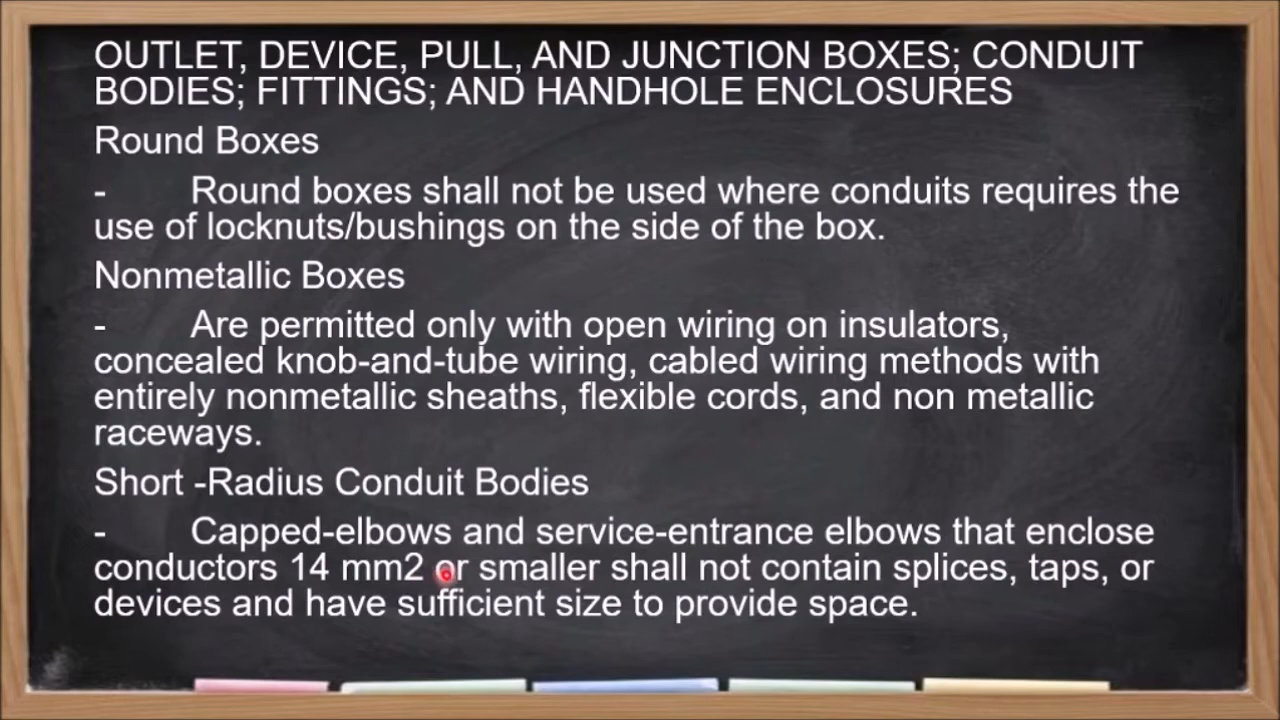 OUTLET, DEVICE, PULL, AND JUNCTION BOXES; CONDUIT
BODIES; FITTINGS; AND HANDHOLE ENCLOSURES
Round Boxes
- Round boxes shall not be used where conduits requires the
use of locknuts/bushings on the side of the box.
Nonmetallic Boxes
- Are permitted only with open wiring on insulators,
concealed knob-and-tube wiring, cabled wiring methods with
entirely nonmetallic sheaths, flexible cords, and non metallic
raceways.
Short -Radius Conduit Bodies
- Capped-elbows and service-entrance elbows that enclose
conductors 14 mm2 or smaller shall not contain splices, taps, or
devices and have sufficient size to provide space.